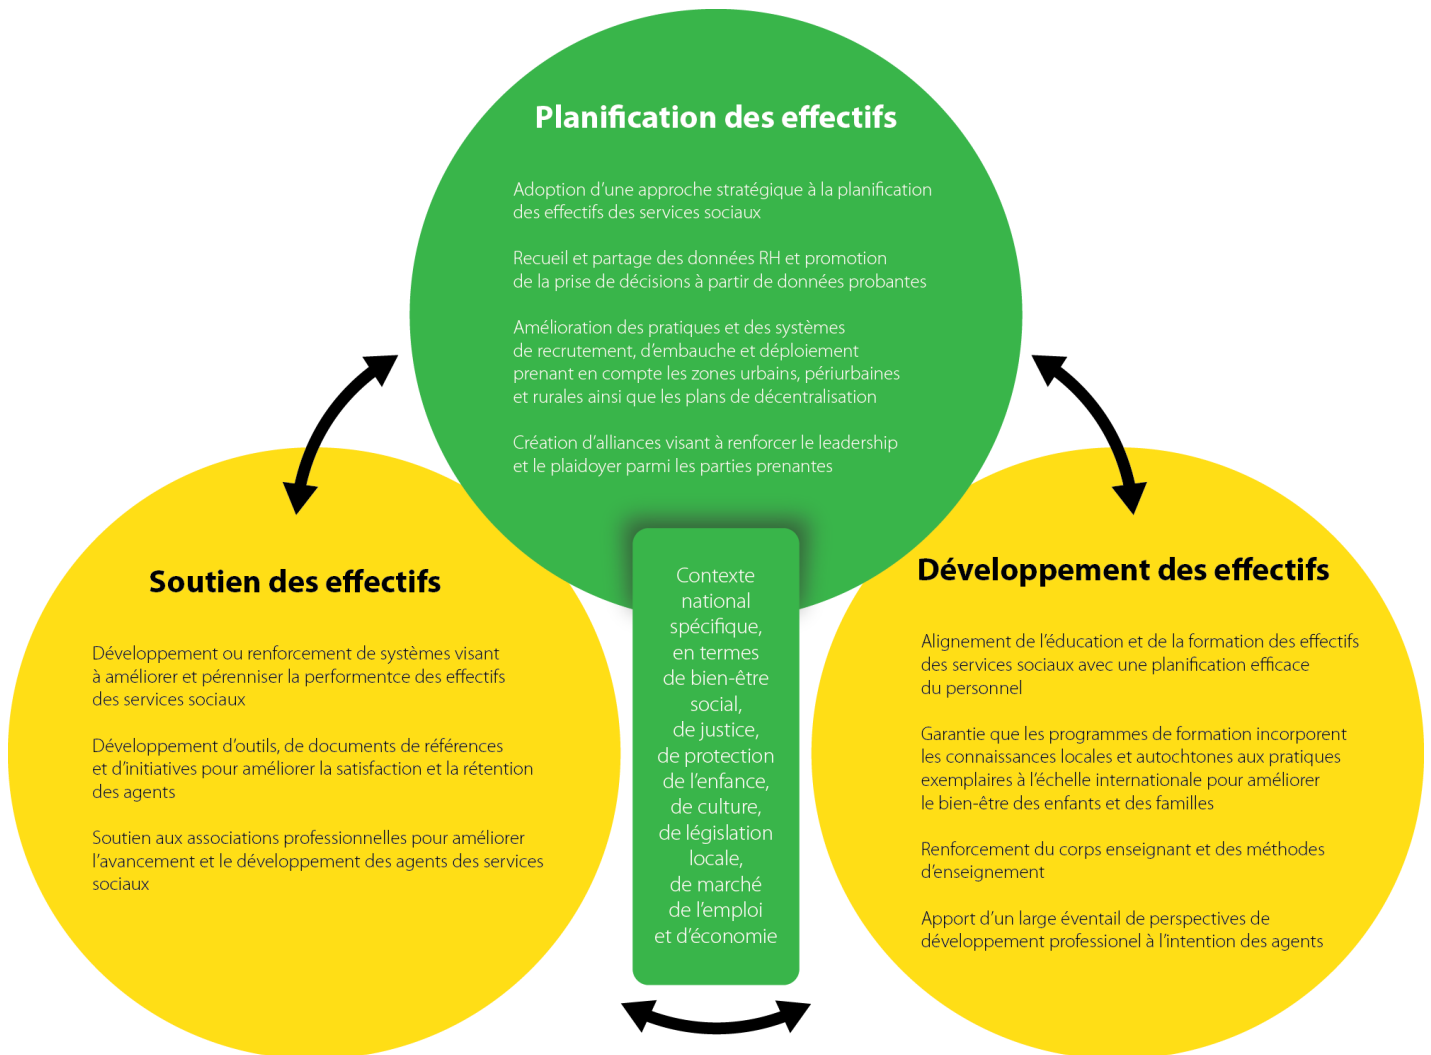 Planification des effectifs
Adoption d’une approche stratégique à la planification
des effectifs des services sociaux
Recueil et partage des données RH et promotion
de la prise de décisions à partir de données probantes
Amélioration des pratiques et des systèmes
de recrutement, d’embauche et déploiement
prenant en compte les zones urbains, périurbaines
et rurales ainsi que les plans de décentralisation
Création d’alliances visant à renforcer le leadership
et le plaidoyer parmi les parties prenantes
Soutien des effectifs
Développement ou renforcement de systèmes visant
à améliorer et pérenniser la performentce des effectifs
des services sociaux
Développement d’outils, de documents de références
et d’initiatives pour améliorer la satisfaction et la rétention
des agents
Soutien aux associations professionnelles pour améliorer
l’avancement et le développement des agents des services
sociaux
Contexte
national
spécifique,
en termes
de bien-être
social,
de justice,
de protection
de l’enfance,
de culture,
de législation
locale,
de marché
de l’emploi
et d’économie
Développement des effectifs
Alignement de l’éducation et de la formation des effectifs
des services sociaux avec une planification efficace
du personnel
Garantie que les programmes de formation incorporent
les connaissances locales et autochtones aux pratiques
exemplaires à l’échelle internationale pour améliorer
le bien-être des enfants et des familles
Renforcement du corps enseignant et des méthodes
d’enseignement
Apport d’un large éventail de perspectives de
développement professionel à l’intention des agents